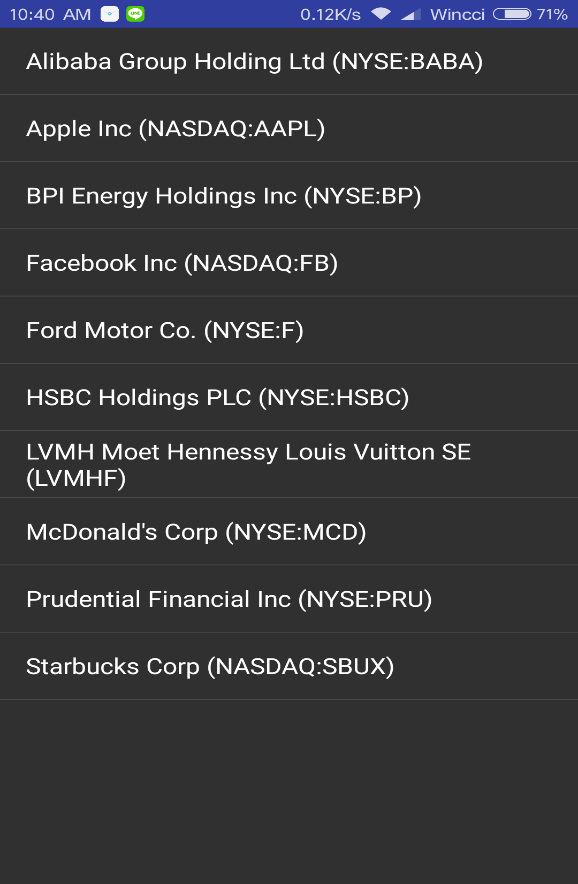 10:40 AM LINE 0.12K/s Wincci 71%
Alibaba Group Holding Ltd (NYSE:BABA)
Apple Inc (NASDAQ:AAPL)
BPI Energy Holdings Inc (NYSE:BP)
Facebook Inc (NASDAQ:FB)
Ford Motor Co. (NYSE:F)
HSBC Holdings PLC (NYSE:HSBC)
LVMH Moet Hennessy Louis Vuitton SE
(LVMHF)
McDonald's Corp (NYSE:MCD)
Prudential Financial Inc (NYSE:PRU)
Starbucks Corp (NASDAQ:SBUX)